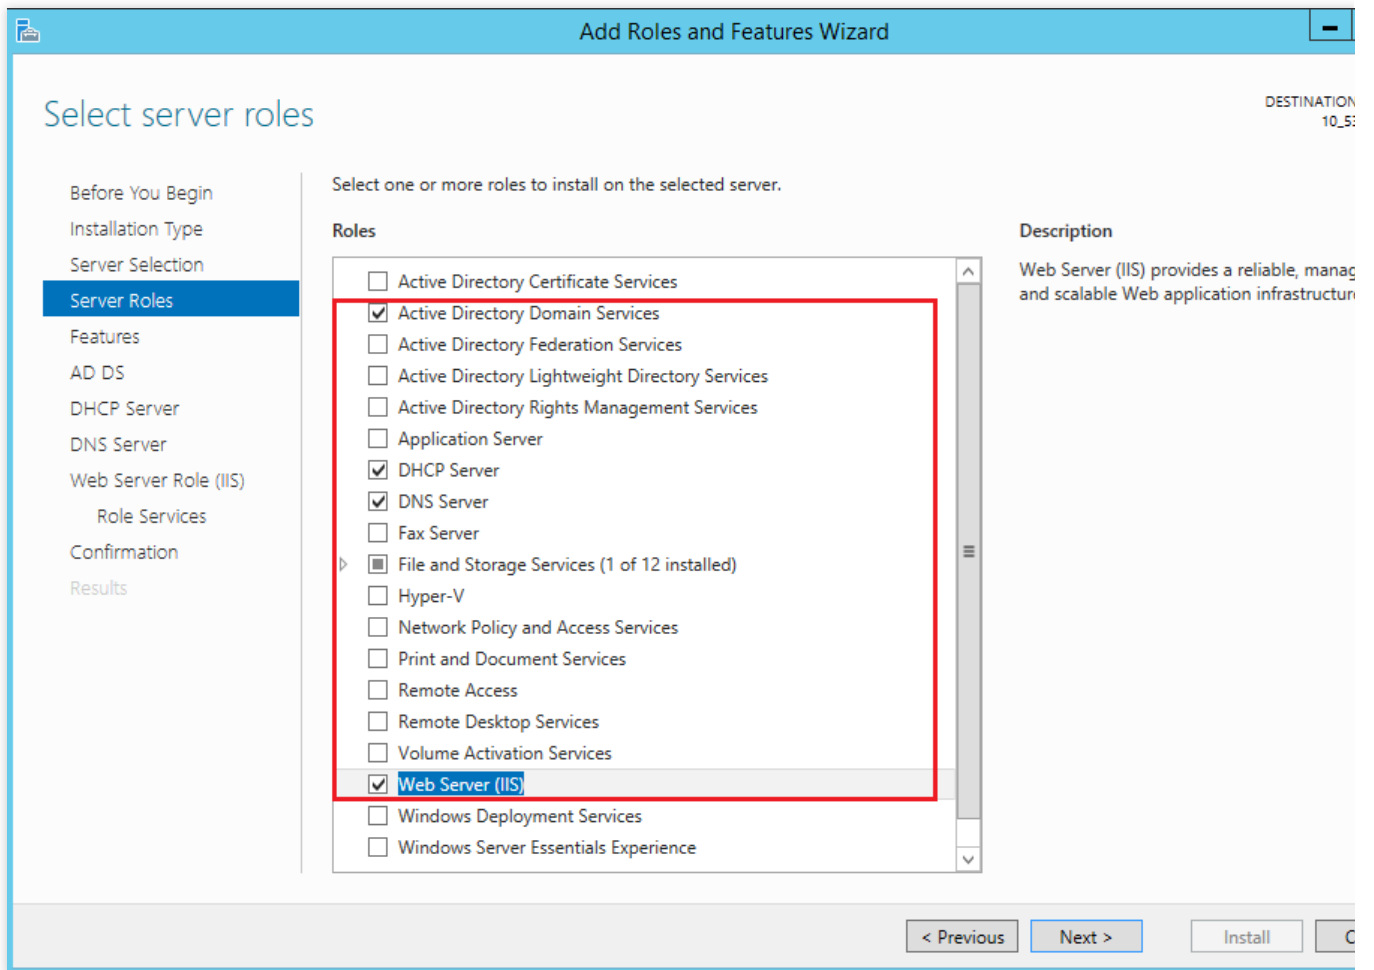 Add Roles and Features Wizard
Select server roles
DESTINATION
10_53
Before You Begin
Installation Type
Server Selection
Server Roles
Features
AD DS
DHCP Server
DNS Server
Web Server Role (IIS)
Role Services
Confirmation
Results
Select one or more roles to install on the selected server.
Roles
Active Directory Certificate Services
Active Directory Domain Services
Active Directory Federation Services
Active Directory Lightweight Directory Services
Active Directory Rights Management Services
Application Server
DHCP Server
DNS Server
Fax Server
File and Storage Services (1 of 12 installed)
Hyper-V
Network Policy and Access Services
Print and Document Services
Remote Access
Remote Desktop Services
Volume Activation Services
Web Server (IIS)
Windows Deployment Services
Windows Server Essentials Experience
Description
Web Server (IIS) provides a reliable, manag
and scalable Web application infrastructur
< Previous
Next >
Install
C